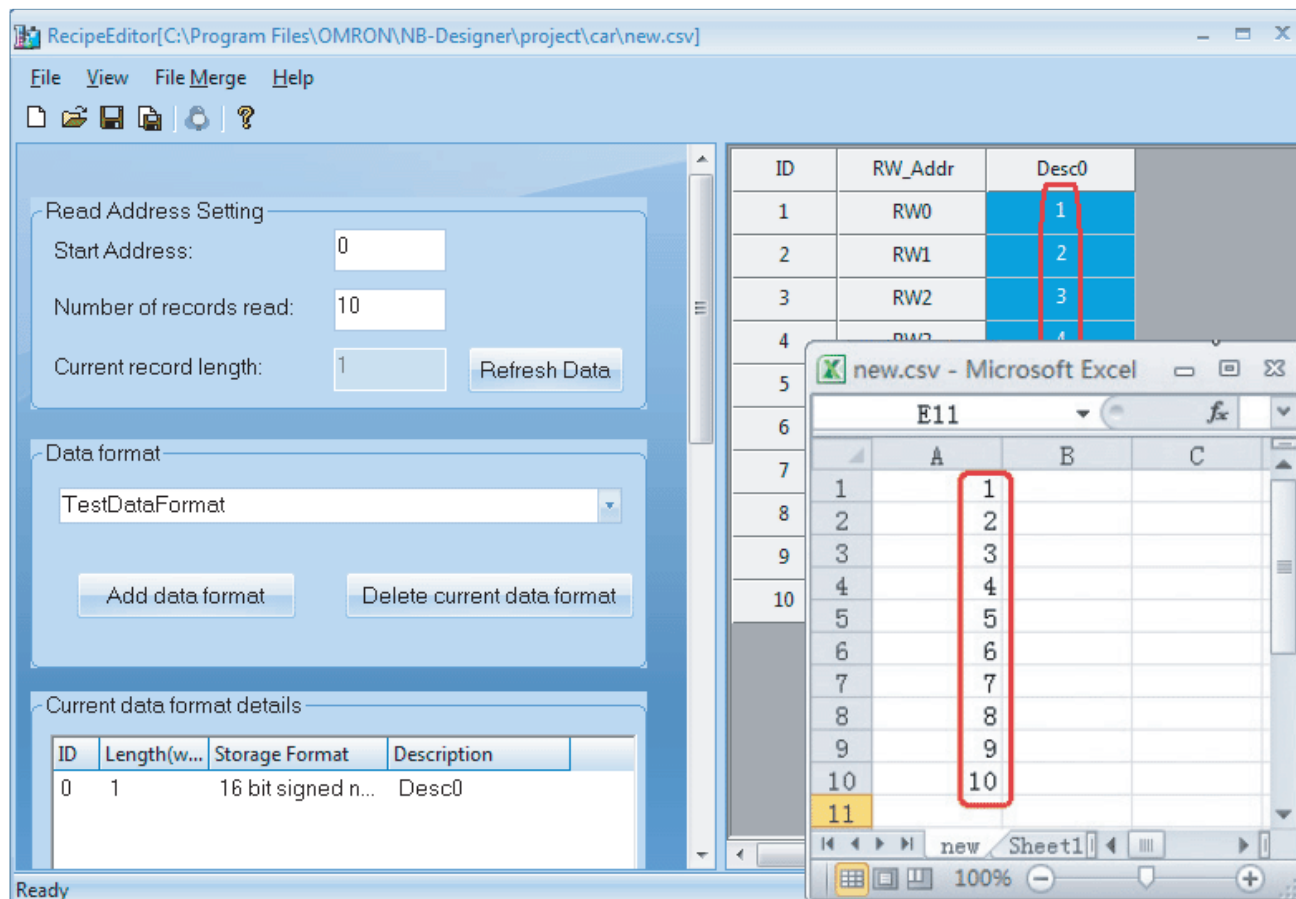 RecipeEditor[C:\Program Files\OMRON\NB-Designer\project\car\new.csv]
File View File Merge Help
Read Address Setting
Start Address: 0
Number of records read: 10
Current record length: 1 Refresh Data
Data format
TestDataFormat
Add data format Delete current data format
Current data format details
ID Length(w... Storage Format Description
0 1 16 bit signed n... Desc0
Ready
ID RW_Addr Desc0
1 RW0 1
2 RW1 2
3 RW2 3
4 RW3 4
5
6
7
8
9
10
new.csv - Microsoft Excel
E11 fx
A B C
1 1
2 2
3 3
4 4
5 5
6 6
7 7
8 8
9 9
10 10
11
new Sheet1
100%